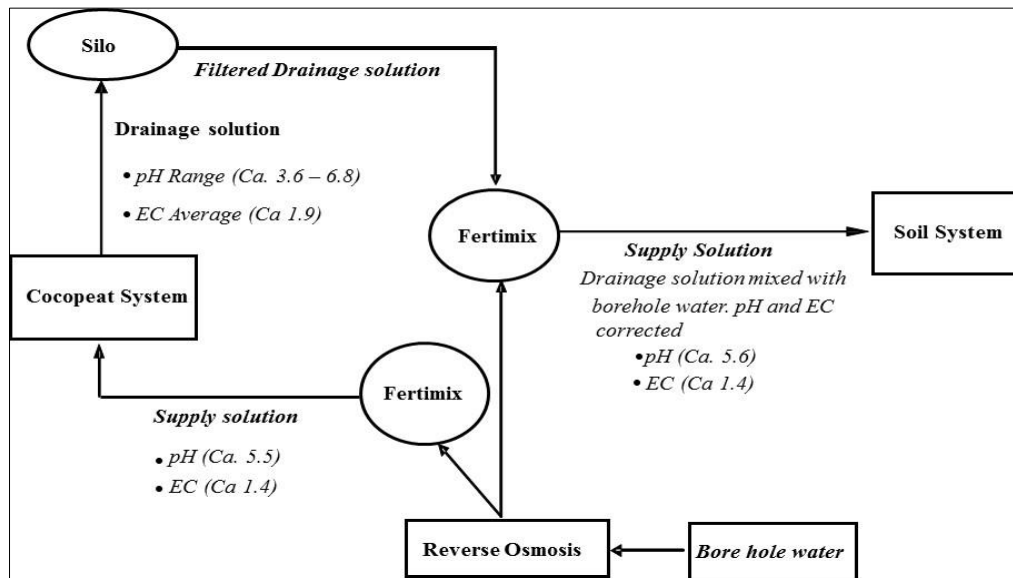 Silo
Filtered Drainage solution
Drainage solution
• pH Range (Ca. 3.6 – 6.8)
• EC Average (Ca 1.9)
Fertimix
Soil System
Supply Solution
Drainage solution mixed with
borehole water. pH and EC
corrected
•pH (Ca. 5.6)
• EC (Ca 1.4)
Cocopeat System
Fertimix
Supply solution
• pH (Ca. 5.5)
• EC (Ca 1.4)
Reverse Osmosis
Bore hole water